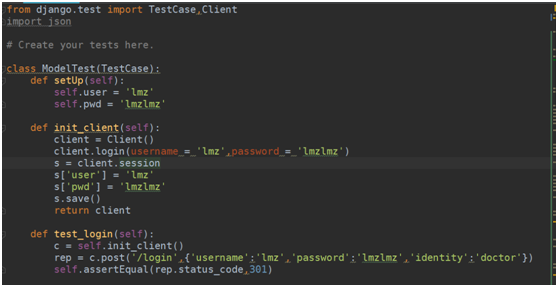 from django.test import TestCase,Client
import json

# Create your tests here.

class ModelTest(TestCase):
    def setUp(self):
        self.user = 'lmz'
        self.pwd = 'lmzlmz'

    def init_client(self):
        client = Client()
        client.login(username = 'lmz',password = 'lmzlmz')
        s = client.session
        s['user'] = 'lmz'
        s['pwd'] = 'lmzlmz'
        s.save()
        return client

    def test_login(self):
        c = self.init_client()
        rep = c.post('/login',{'username':'lmz','password':'lmzlmz','identity':'doctor'})
        self.assertEqual(rep.status_code,301)